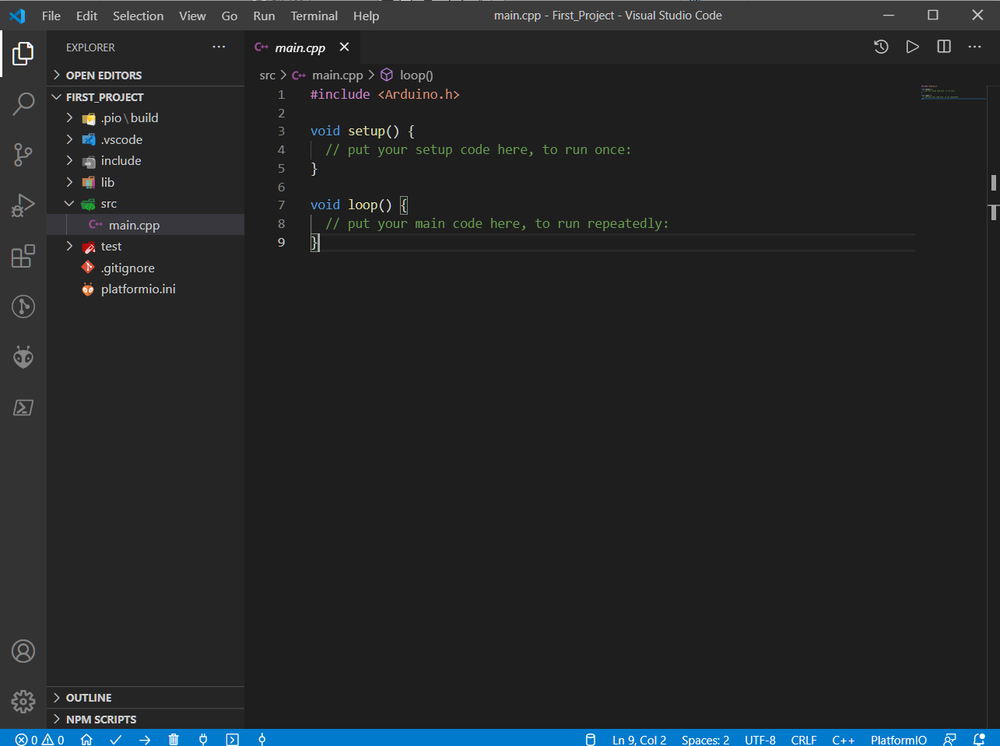 File Edit Selection View Go Run Terminal Help main.cpp - First_Project - Visual Studio Code
EXPLORER
OPEN EDITORS
FIRST_PROJECT
.pio\build
.vscode
include
lib
src
main.cpp
test
.gitignore
platformio.ini
OUTLINE
NPM SCRIPTS
C++ main.cpp
src > C++ main.cpp > loop()
1 #include <Arduino.h>
2
3 void setup() {
4 // put your setup code here, to run once:
5 }
6
7 void loop() {
8 // put your main code here, to run repeatedly:
9 }
0 0 Ln 9, Col 2 Spaces: 2 UTF-8 CRLF C++ PlatformIO